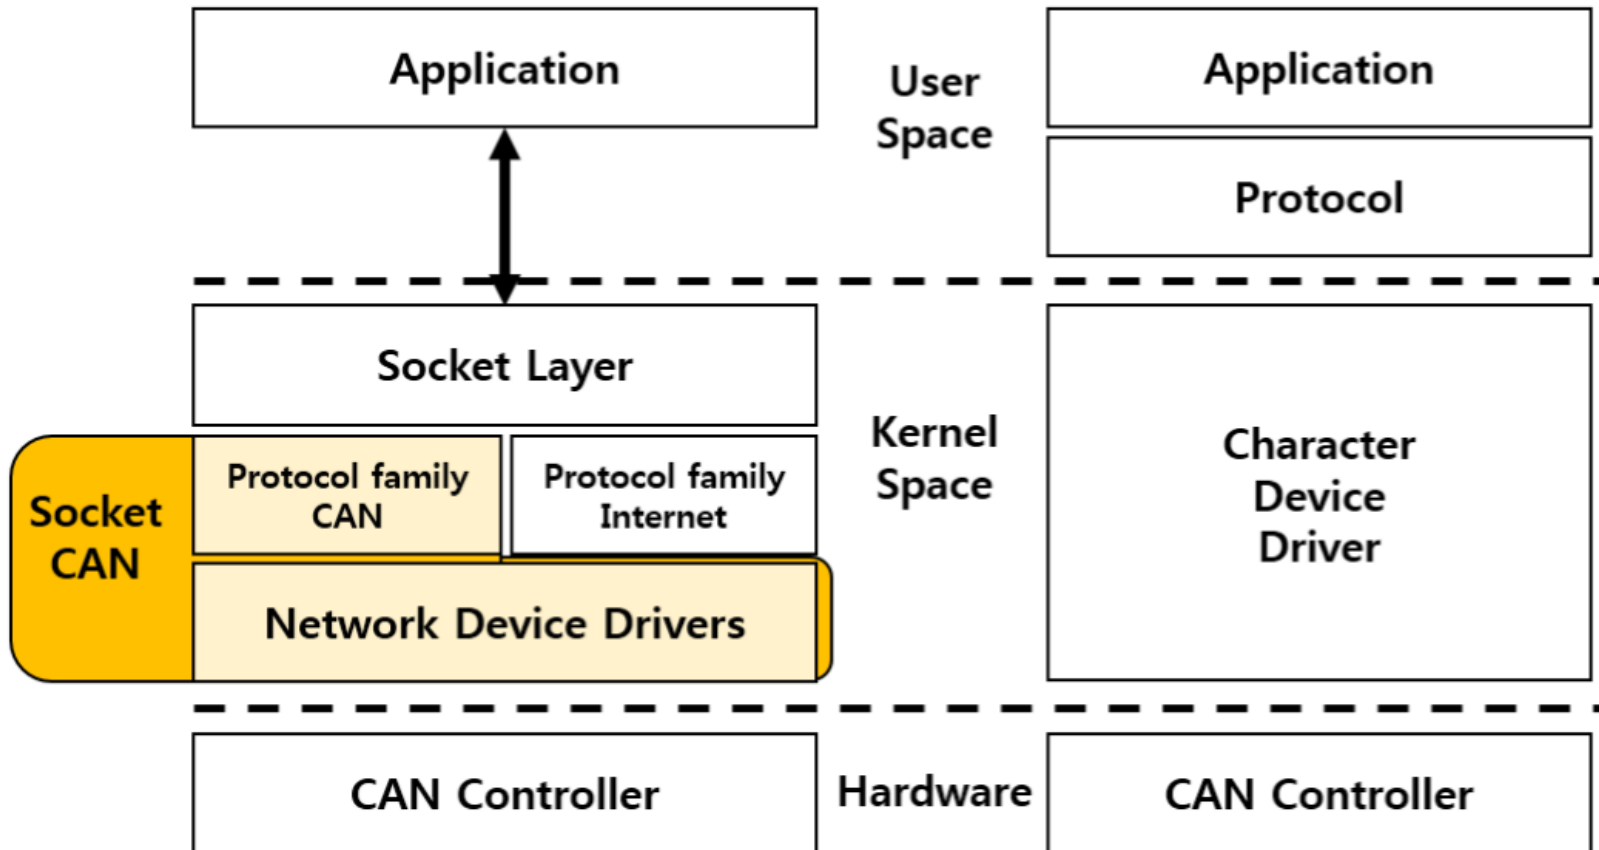 Application
User
Space
Application
Protocol
Socket Layer
Kernel
Space
Character
Device
Driver
Socket
CAN
Protocol family
CAN
Protocol family
Internet
Network Device Drivers
CAN Controller
Hardware
CAN Controller